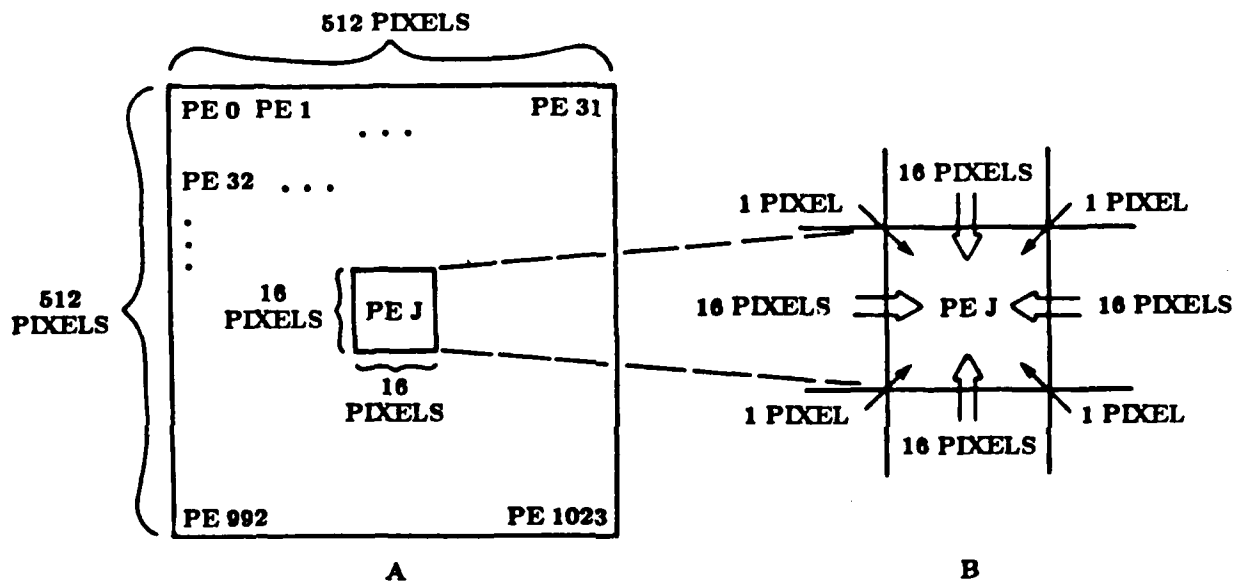 512 PIXELS
PE 0 PE 1 . . . PE 31
PE 32 . . .
512
PIXELS
16
PIXELS
PE J
16
PIXELS
PE 992 PE 1023
A
16 PIXELS
1 PIXEL 1 PIXEL
16 PIXELS PE J 16 PIXELS
1 PIXEL 1 PIXEL
16 PIXELS
B